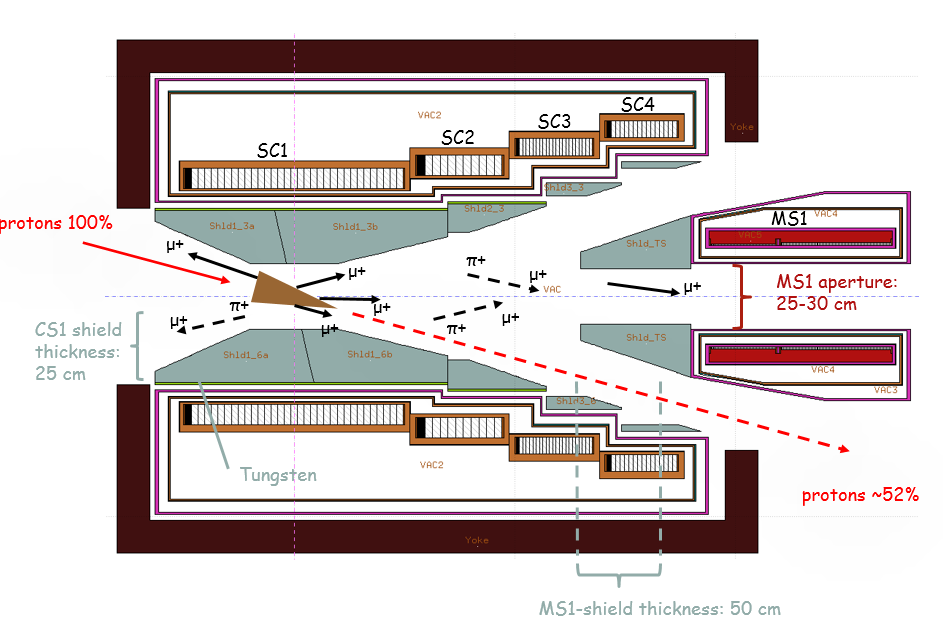 SC4
SC3
VAC2
SC2
Yoke
SC1
Shld3_3
Shld2_3
MS1
VAC4
protons 100%
Shld1_3a
Shld1_3b
VAC5
Shld_TS
μ+
π+
μ+
μ+
MS1 aperture:
25-30 cm
VAC
μ+
π+
μ+
μ+
μ+
π+
μ+
CS1 shield
thickness:
25 cm
Shld_TS
Shld1_6a
Shld1_6b
VAC4
VAC3
VAC2
Tungsten
protons ~52%
Yoke
MS1-shield thickness: 50 cm